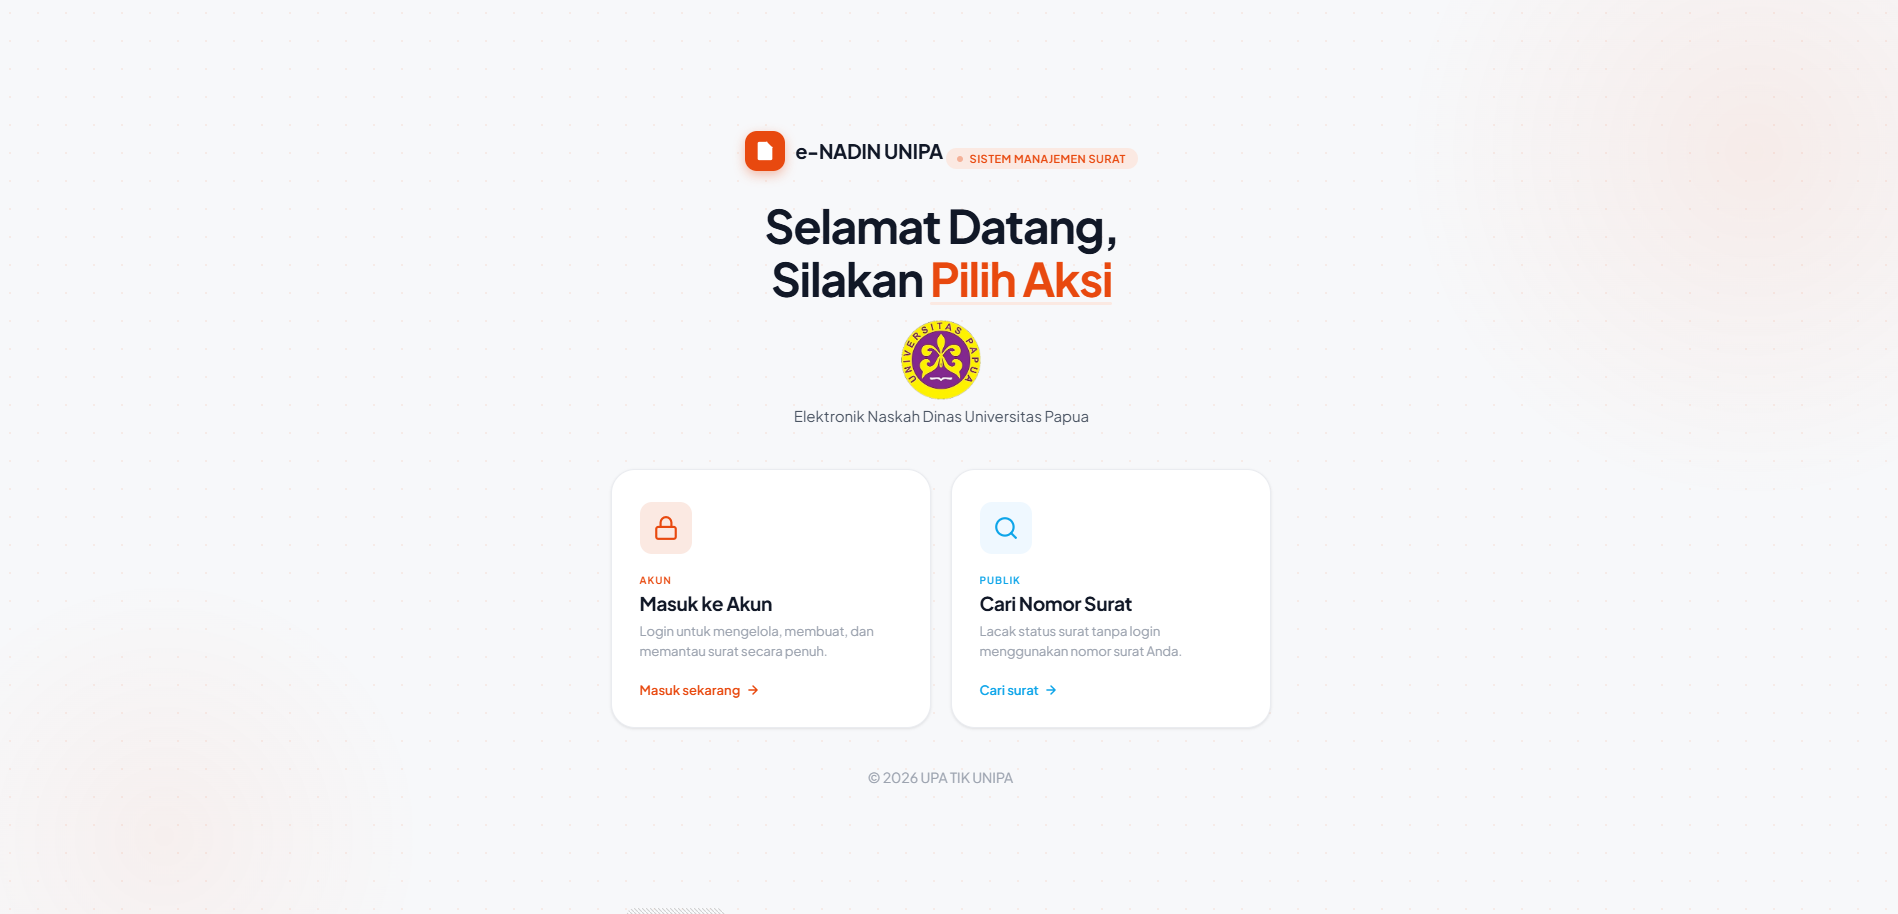 e-NADIN UNIPA
SISTEM MANAJEMEN SURAT
Selamat Datang,
Silakan Pilih Aksi
UNIVERSITAS PAPUA
Elektronik Naskah Dinas Universitas Papua
AKUN
Masuk ke Akun
Login untuk mengelola, membuat, dan
memantau surat secara penuh.
Masuk sekarang →
PUBLIK
Cari Nomor Surat
Lacak status surat tanpa login
menggunakan nomor surat Anda.
Cari surat →
© 2026 UPA TIK UNIPA